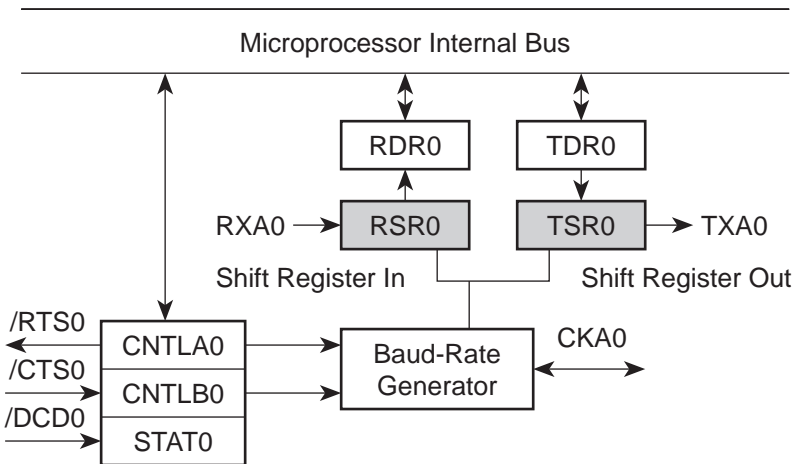 Microprocessor Internal Bus
RDR0
TDR0
RXA0
RSR0
TSR0
TXA0
Shift Register In
Shift Register Out
/RTS0
CNTLA0
Baud-Rate
Generator
CKA0
/CTS0
CNTLB0
/DCD0
STAT0